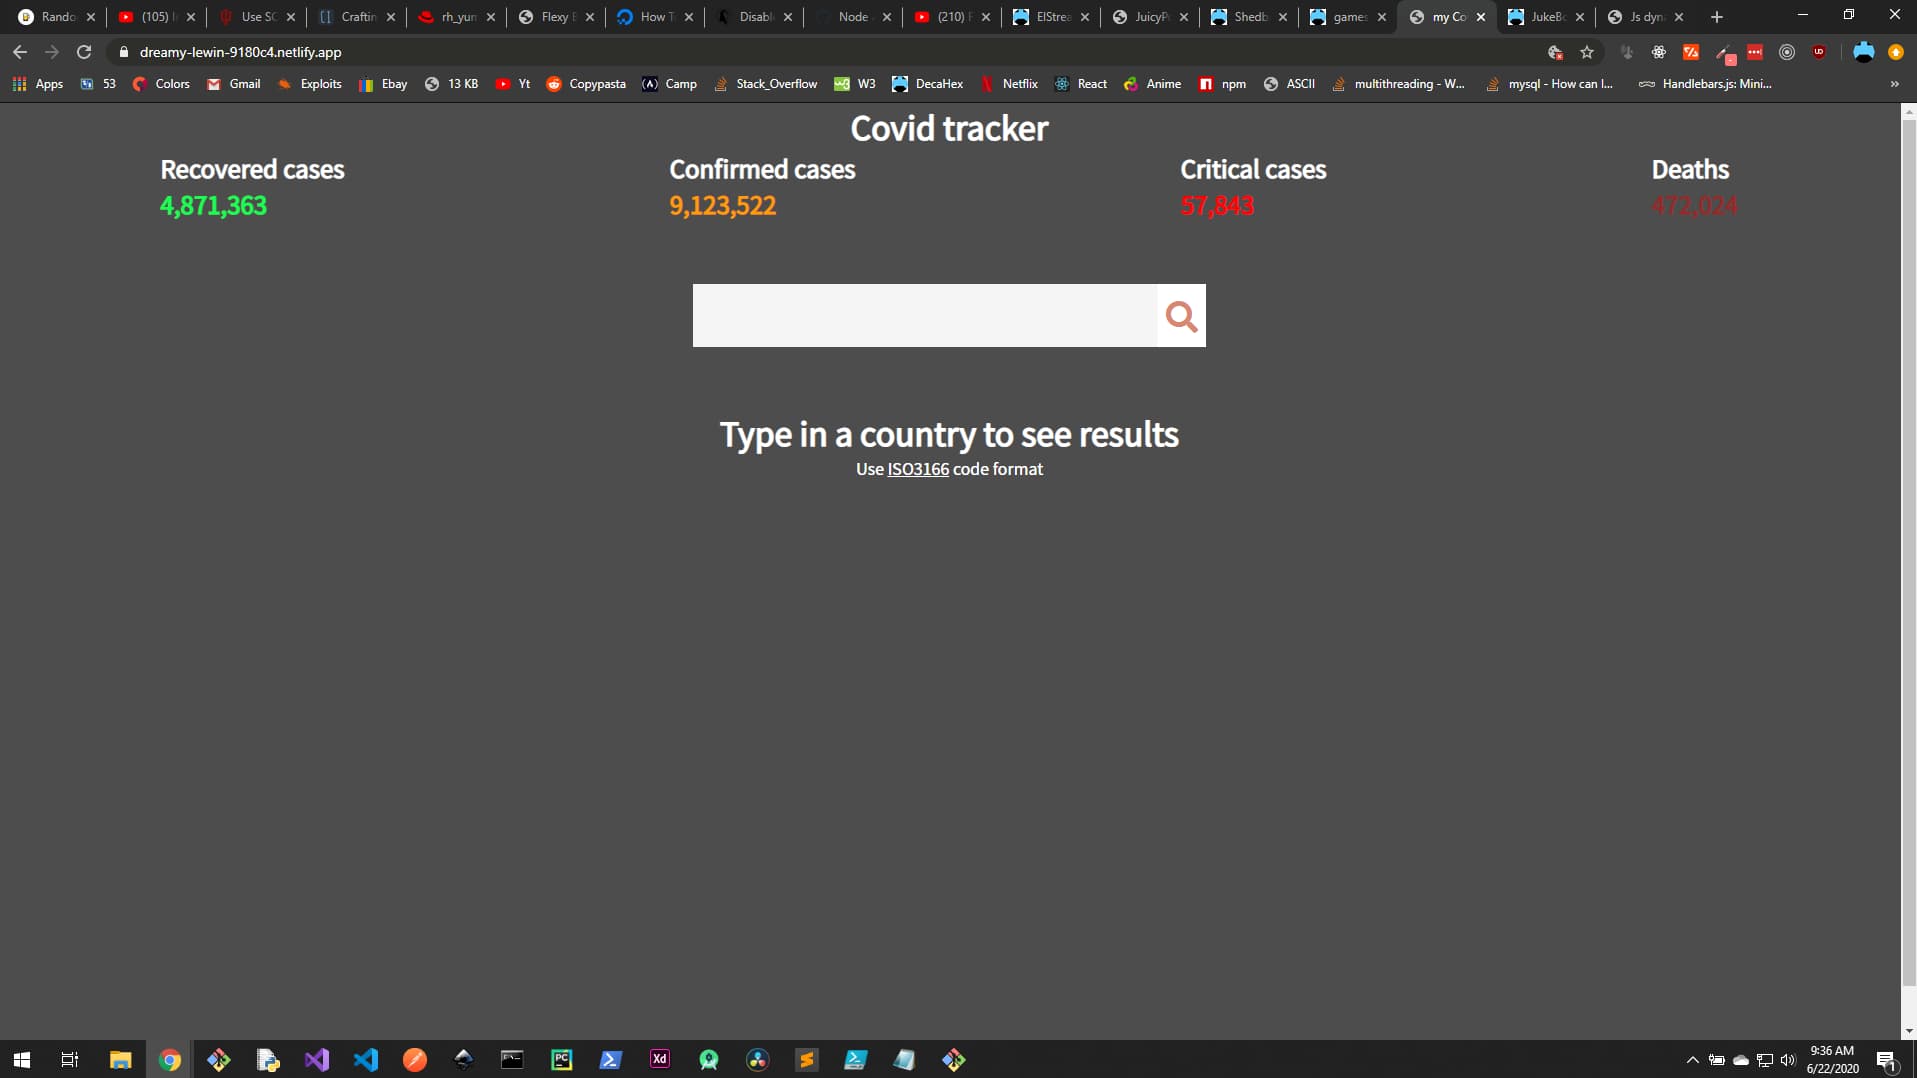 Rando (105) I Use SC Craftin rh_yum Flexy B How T Disabl Node (210) F ElStrea JuicyP Shedb games my Co JukeBo Js dyn
dreamy-lewin-9180c4.netlify.app
Apps 53 Colors Gmail Exploits Ebay 13 KB Yt Copypasta Camp Stack_Overflow W3 DecaHex Netflix React Anime npm ASCII multithreading - W... mysql - How can I... Handlebars.js: Mini... »
Covid tracker
Recovered cases Confirmed cases Critical cases Deaths
4,871,363 9,123,522 57,843 472,024
Type in a country to see results
Use ISO3166 code format
9:36 AM
6/22/2020